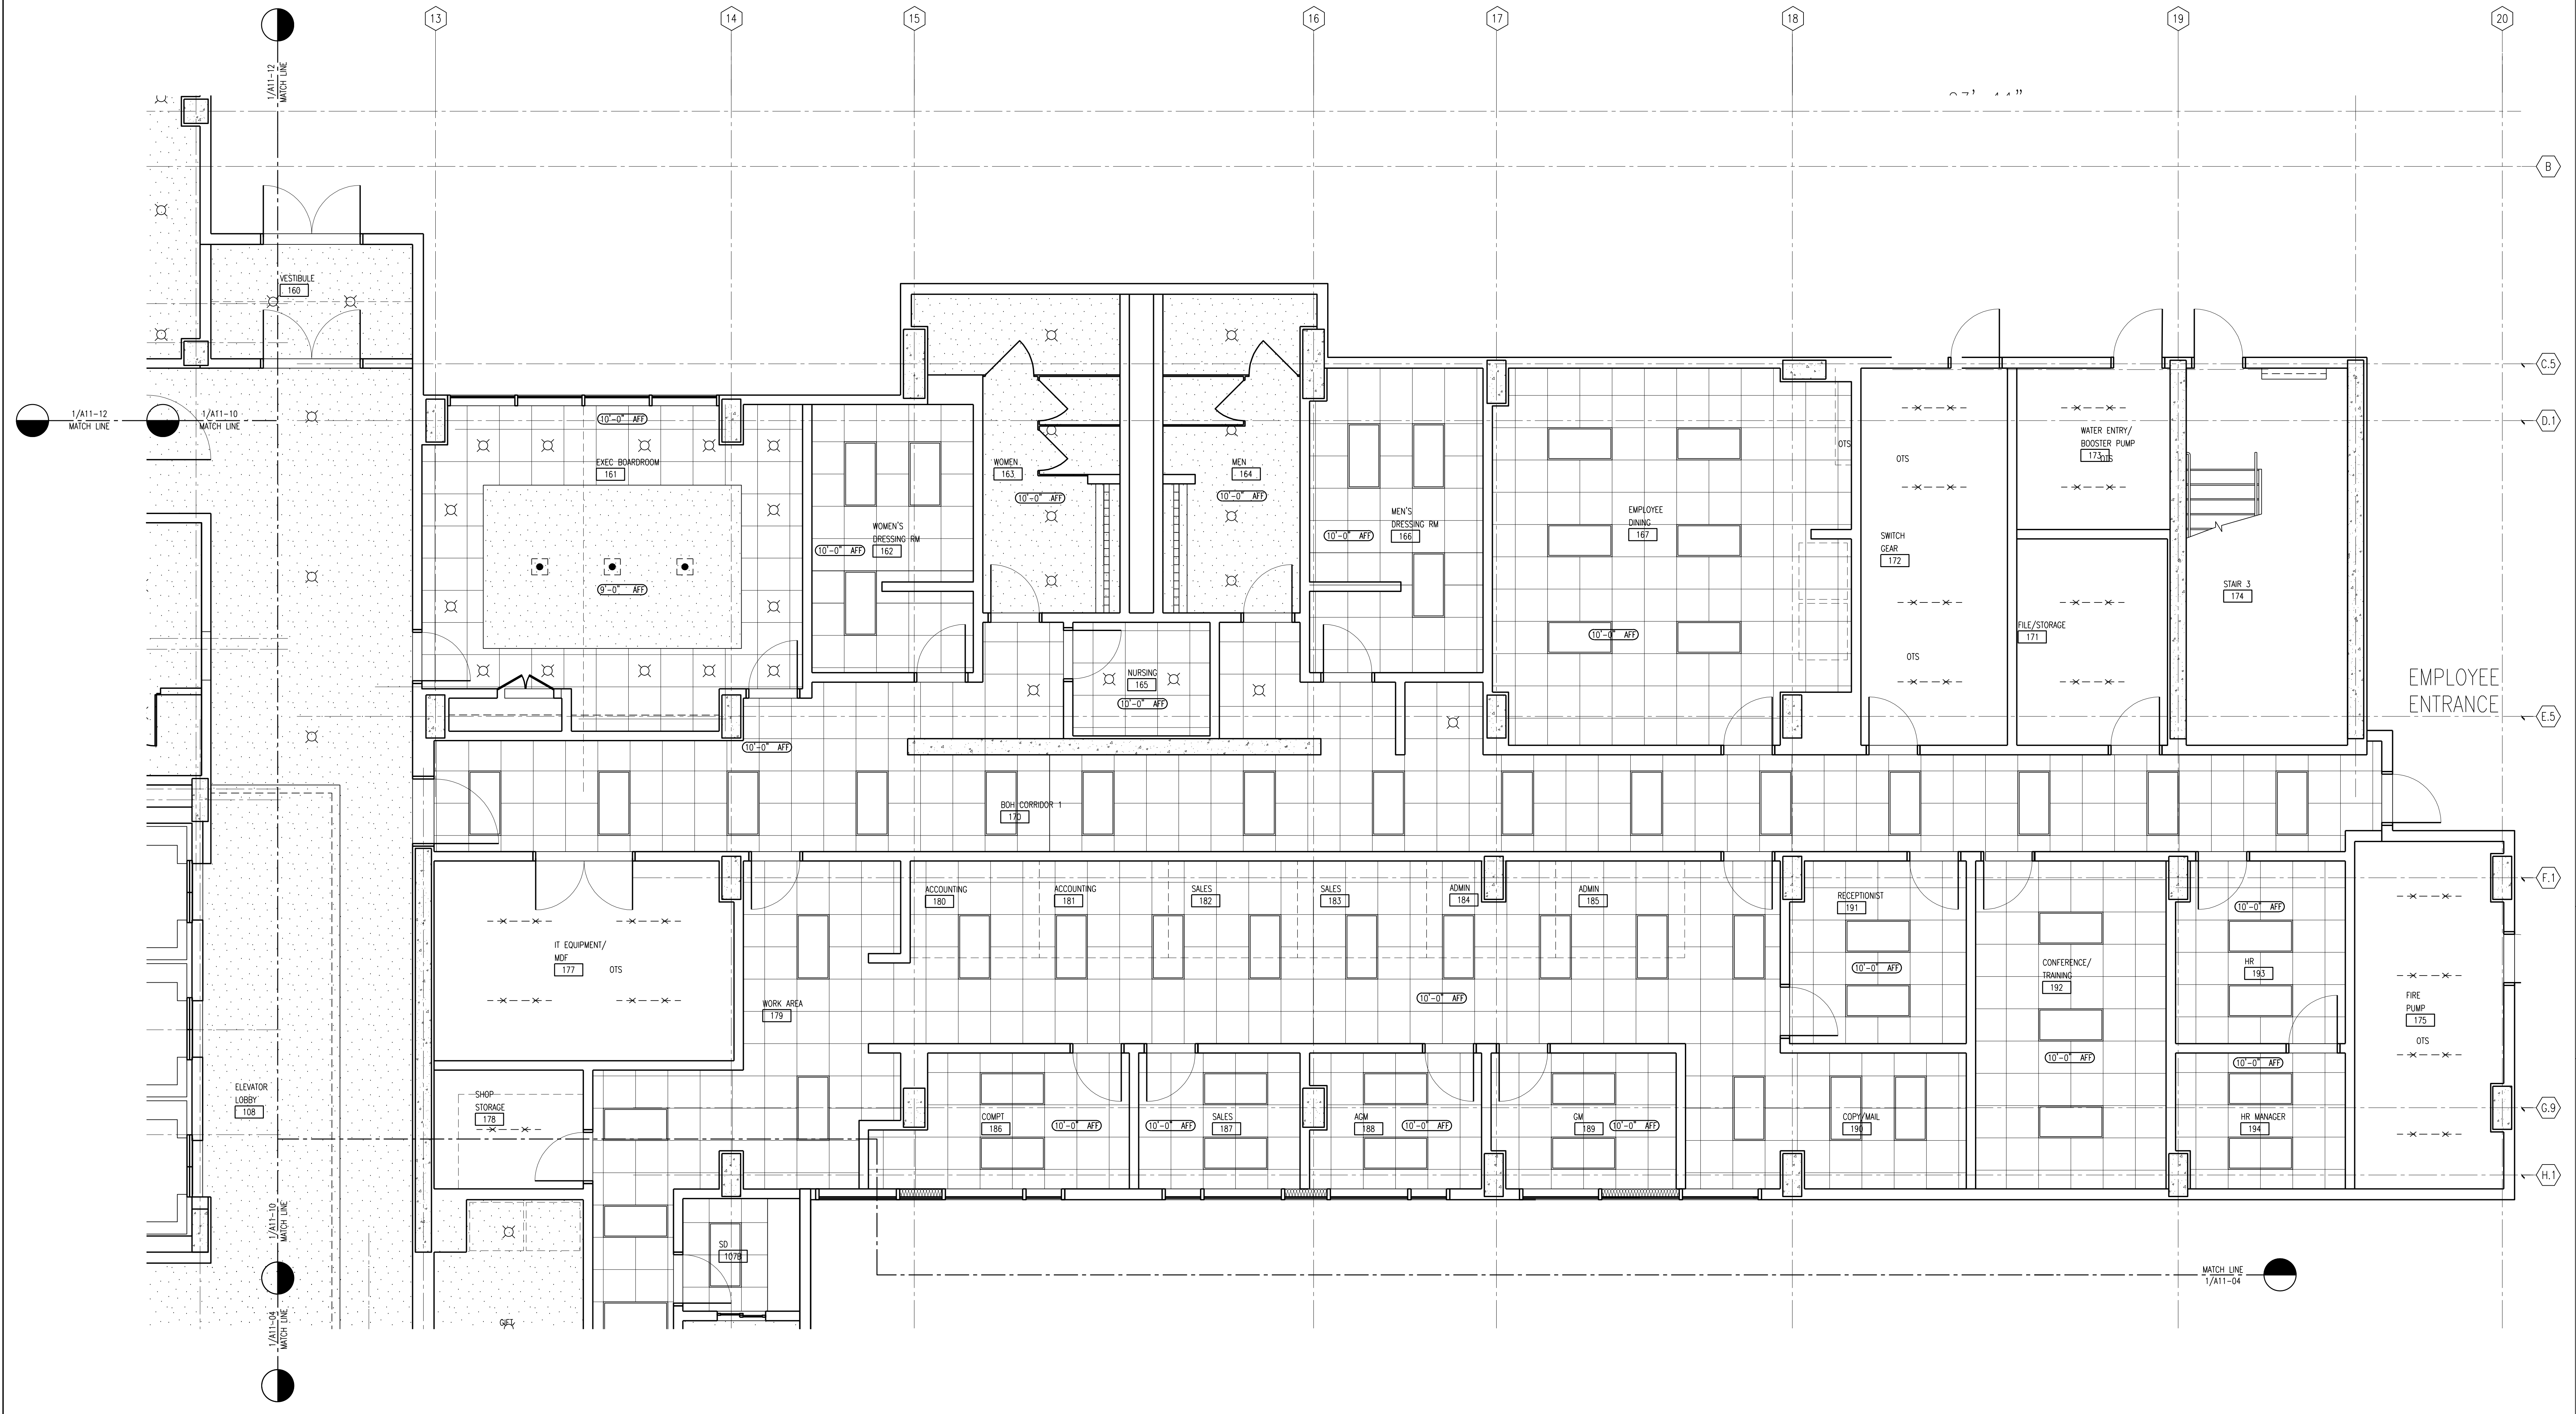 13
14
15
16
17
18
19
20
1/A11-12
MATCH LINE
B
C.5
D.1
E.5
F.1
G.9
H.1
1/A11-12
MATCH LINE
1/A11-10
MATCH LINE
VESTIBULE
160
10'-0" AFF
EXEC BOARDROOM
161
9'-0" AFF
WOMEN'S
DRESSING RM
162
10'-0" AFF
WOMEN
163
10'-0" AFF
MEN
164
10'-0" AFF
MEN'S
DRESSING RM
166
10'-0" AFF
EMPLOYEE
DINING
167
10'-0" AFF
OTS
OTS
SWITCH
GEAR
172
OTS
WATER ENTRY/
BOOSTER PUMP
173
OTS
FILE/STORAGE
171
STAIR 3
174
EMPLOYEE
ENTRANCE
NURSING
165
10'-0" AFF
10'-0" AFF
BOH CORRIDOR 1
170
IT EQUIPMENT/
MDF
177
OTS
WORK AREA
179
ACCOUNTING
180
ACCOUNTING
181
SALES
182
SALES
183
ADMIN
184
ADMIN
185
10'-0" AFF
RECEPTIONIST
191
10'-0" AFF
CONFERENCE/
TRAINING
192
10'-0" AFF
10'-0" AFF
HR
193
10'-0" AFF
HR MANAGER
194
FIRE
PUMP
175
OTS
ELEVATOR
LOBBY
108
SHOP
STORAGE
178
COMPT
186
10'-0" AFF
10'-0" AFF
SALES
187
AGM
188
10'-0" AFF
GM
189
10'-0" AFF
COPY/MAIL
190
SD
107B
GIFT
1/A11-10
MATCH LINE
1/A11-04
MATCH LINE
MATCH LINE
1/A11-04